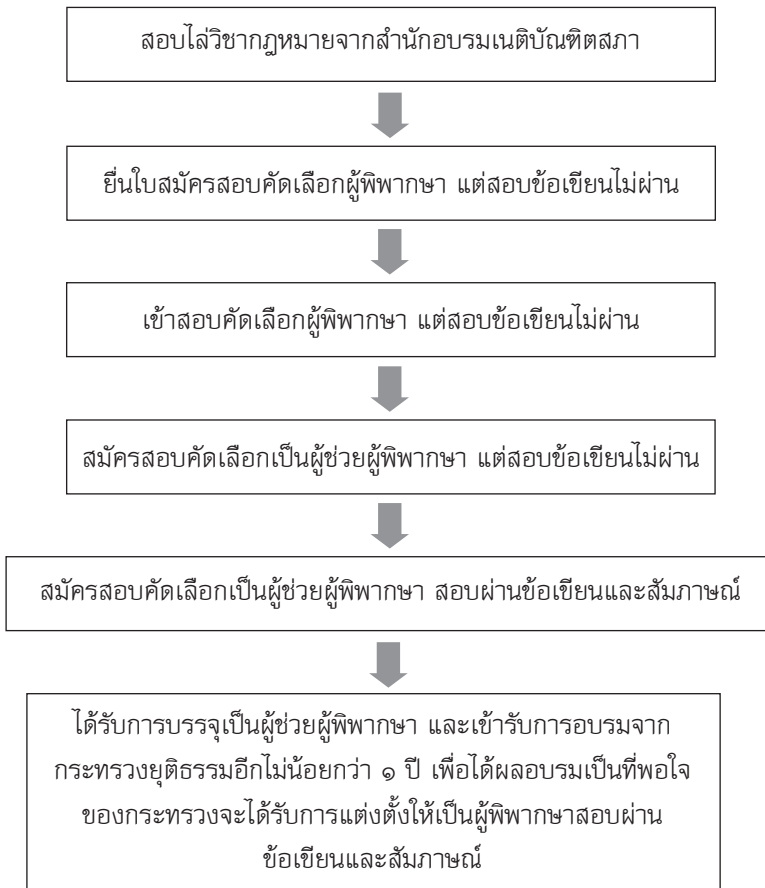 สอบไล่วิชากฎหมายจากสำนักอบรมเนติบัณฑิตสภา
ยื่นใบสมัครสอบคัดเลือกผู้พิพากษา แต่สอบข้อเขียนไม่ผ่าน
เข้าสอบคัดเลือกผู้พิพากษา แต่สอบข้อเขียนไม่ผ่าน
สมัครสอบคัดเลือกเป็นผู้ช่วยผู้พิพากษา แต่สอบข้อเขียนไม่ผ่าน
สมัครสอบคัดเลือกเป็นผู้ช่วยผู้พิพากษา สอบผ่านข้อเขียนและสัมภาษณ์
ได้รับการบรรจุเป็นผู้ช่วยผู้พิพากษา และเข้ารับการอบรมจาก
กระทรวงยุติธรรมอีกไม่น้อยกว่า ๑ ปี เพื่อได้ผลอบรมเป็นที่พอใจ
ของกระทรวงจะได้รับการแต่งตั้งให้เป็นผู้พิพากษาสอบผ่าน
ข้อเขียนและสัมภาษณ์